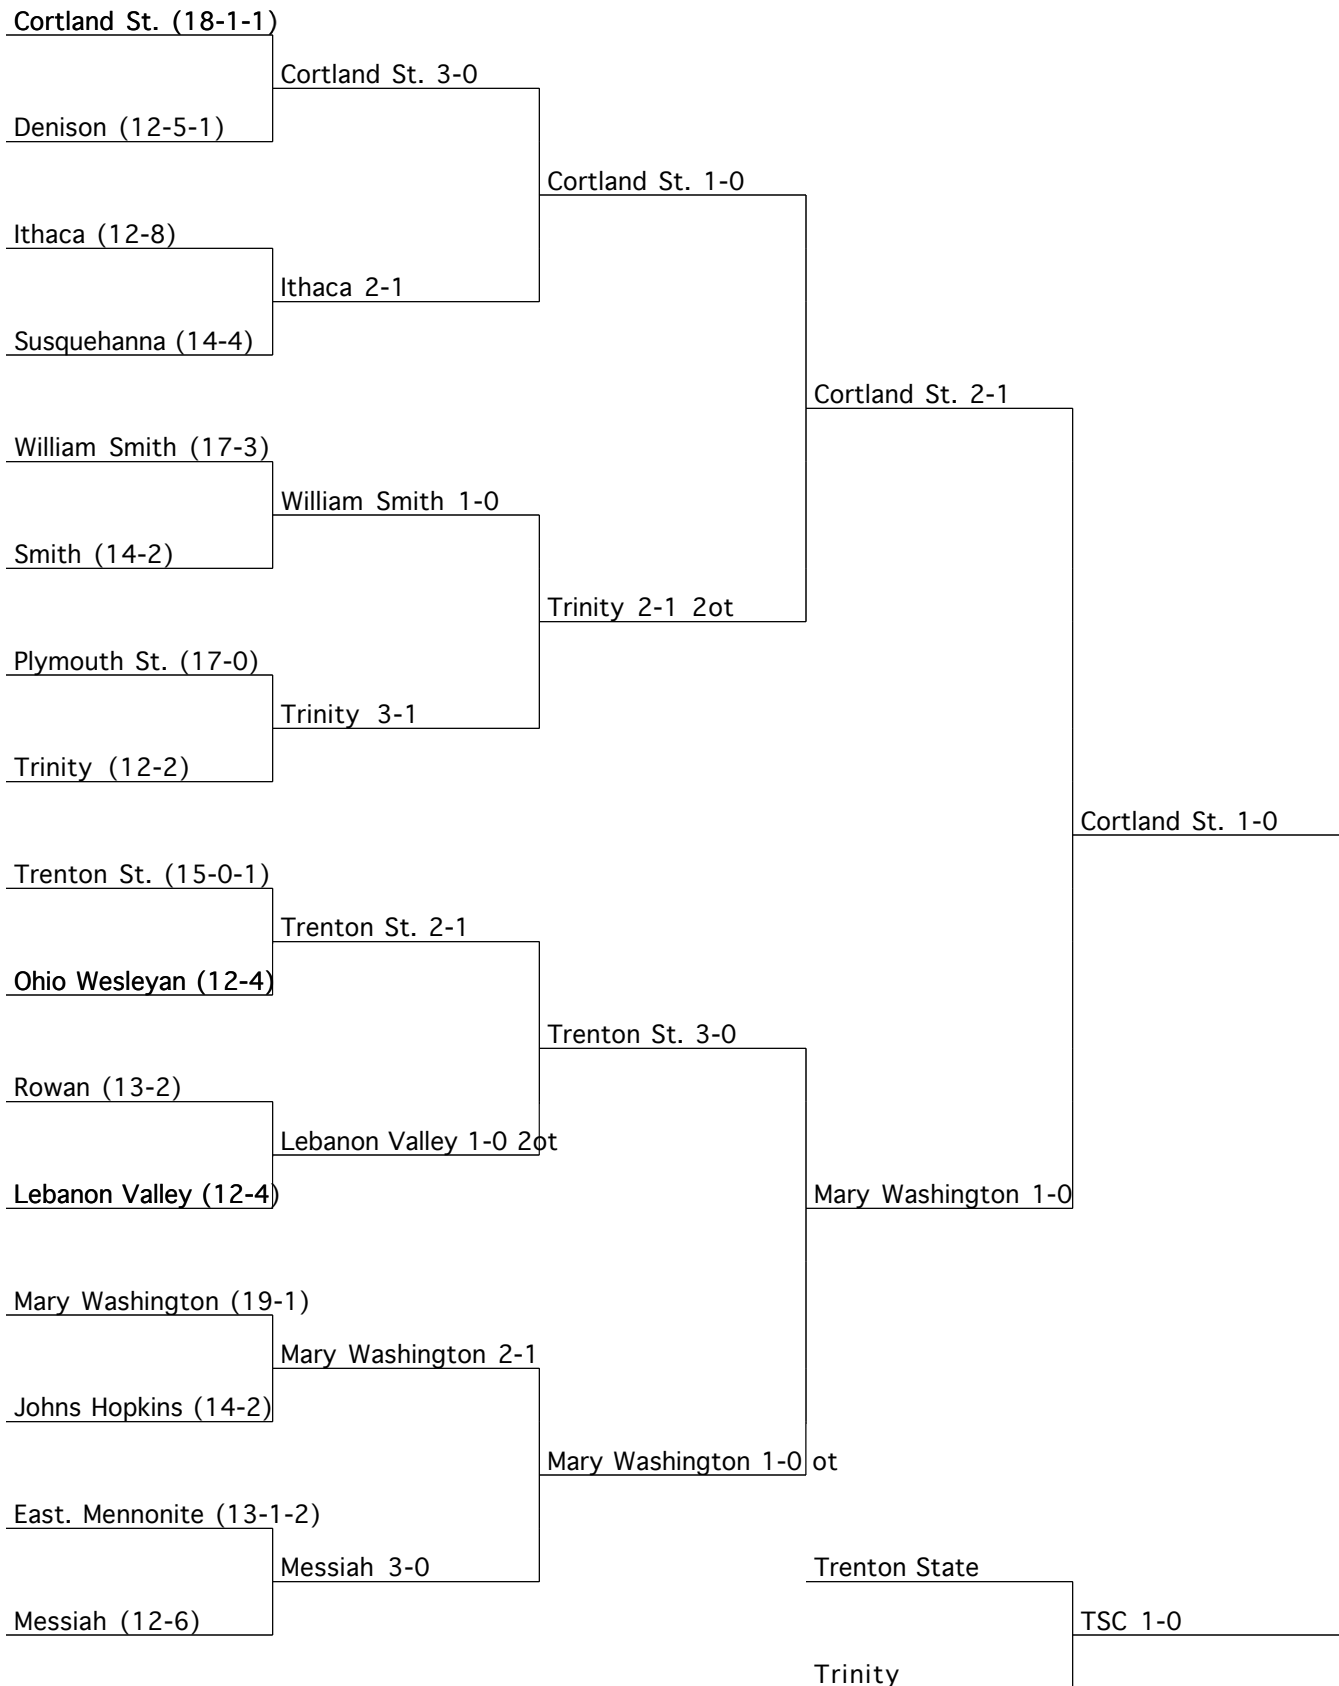 Cortland St. (18-1-1)
Cortland St. 3-0
Denison (12-5-1)
Cortland St. 1-0
Ithaca (12-8)
Ithaca 2-1
Susquehanna (14-4)
Cortland St. 2-1
William Smith (17-3)
William Smith 1-0
Smith (14-2)
Trinity 2-1 2ot
Plymouth St. (17-0)
Trinity 3-1
Trinity (12-2)
Cortland St. 1-0
Trenton St. (15-0-1)
Trenton St. 2-1
Ohio Wesleyan (12-4)
Trenton St. 3-0
Rowan (13-2)
Lebanon Valley 1-0 2ot
Lebanon Valley (12-4)
Mary Washington 1-0
Mary Washington (19-1)
Mary Washington 2-1
Johns Hopkins (14-2)
Mary Washington 1-0 ot
East. Mennonite (13-1-2)
Messiah 3-0
Trenton State
Messiah (12-6)
TSC 1-0
Trinity